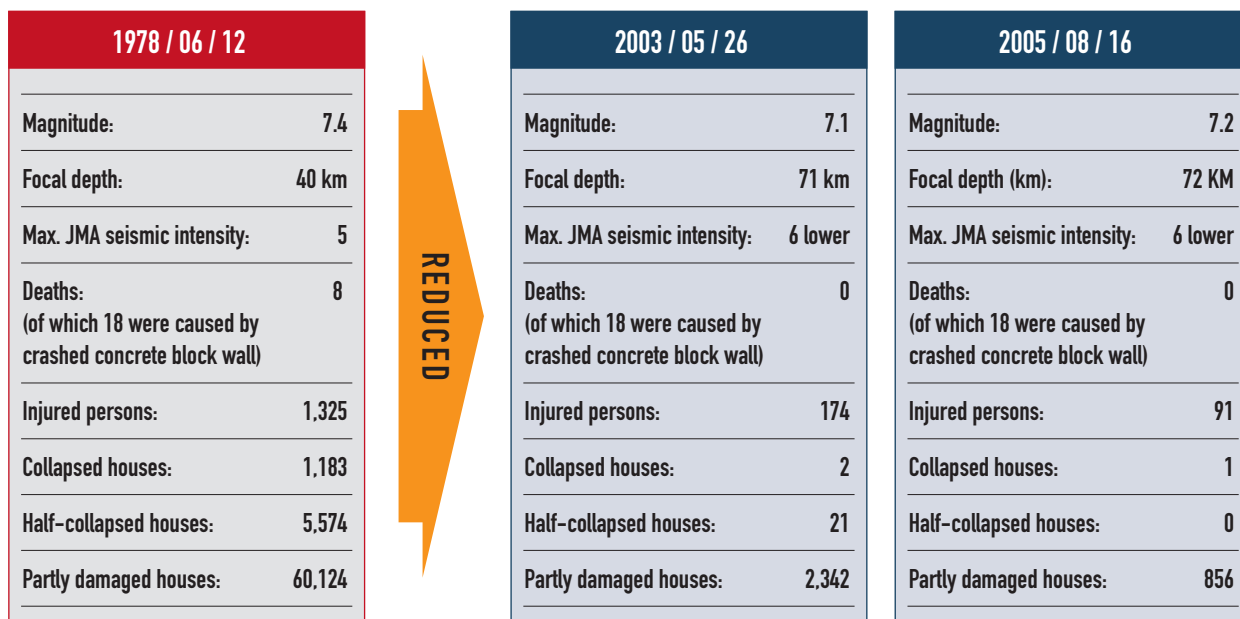 1978 / 06 / 12
Magnitude: 7.4
Focal depth: 40 km
Max. JMA seismic intensity: 5
Deaths: 8
(of which 18 were caused by
crashed concrete block wall)
Injured persons: 1,325
Collapsed houses: 1,183
Half-collapsed houses: 5,574
Partly damaged houses: 60,124
REDUCED
2003 / 05 / 26
Magnitude: 7.1
Focal depth: 71 km
Max. JMA seismic intensity: 6 lower
Deaths: 0
(of which 18 were caused by
crashed concrete block wall)
Injured persons: 174
Collapsed houses: 2
Half-collapsed houses: 21
Partly damaged houses: 2,342
2005 / 08 / 16
Magnitude: 7.2
Focal depth (km): 72 KM
Max. JMA seismic intensity: 6 lower
Deaths: 0
(of which 18 were caused by
crashed concrete block wall)
Injured persons: 91
Collapsed houses: 1
Half-collapsed houses: 0
Partly damaged houses: 856